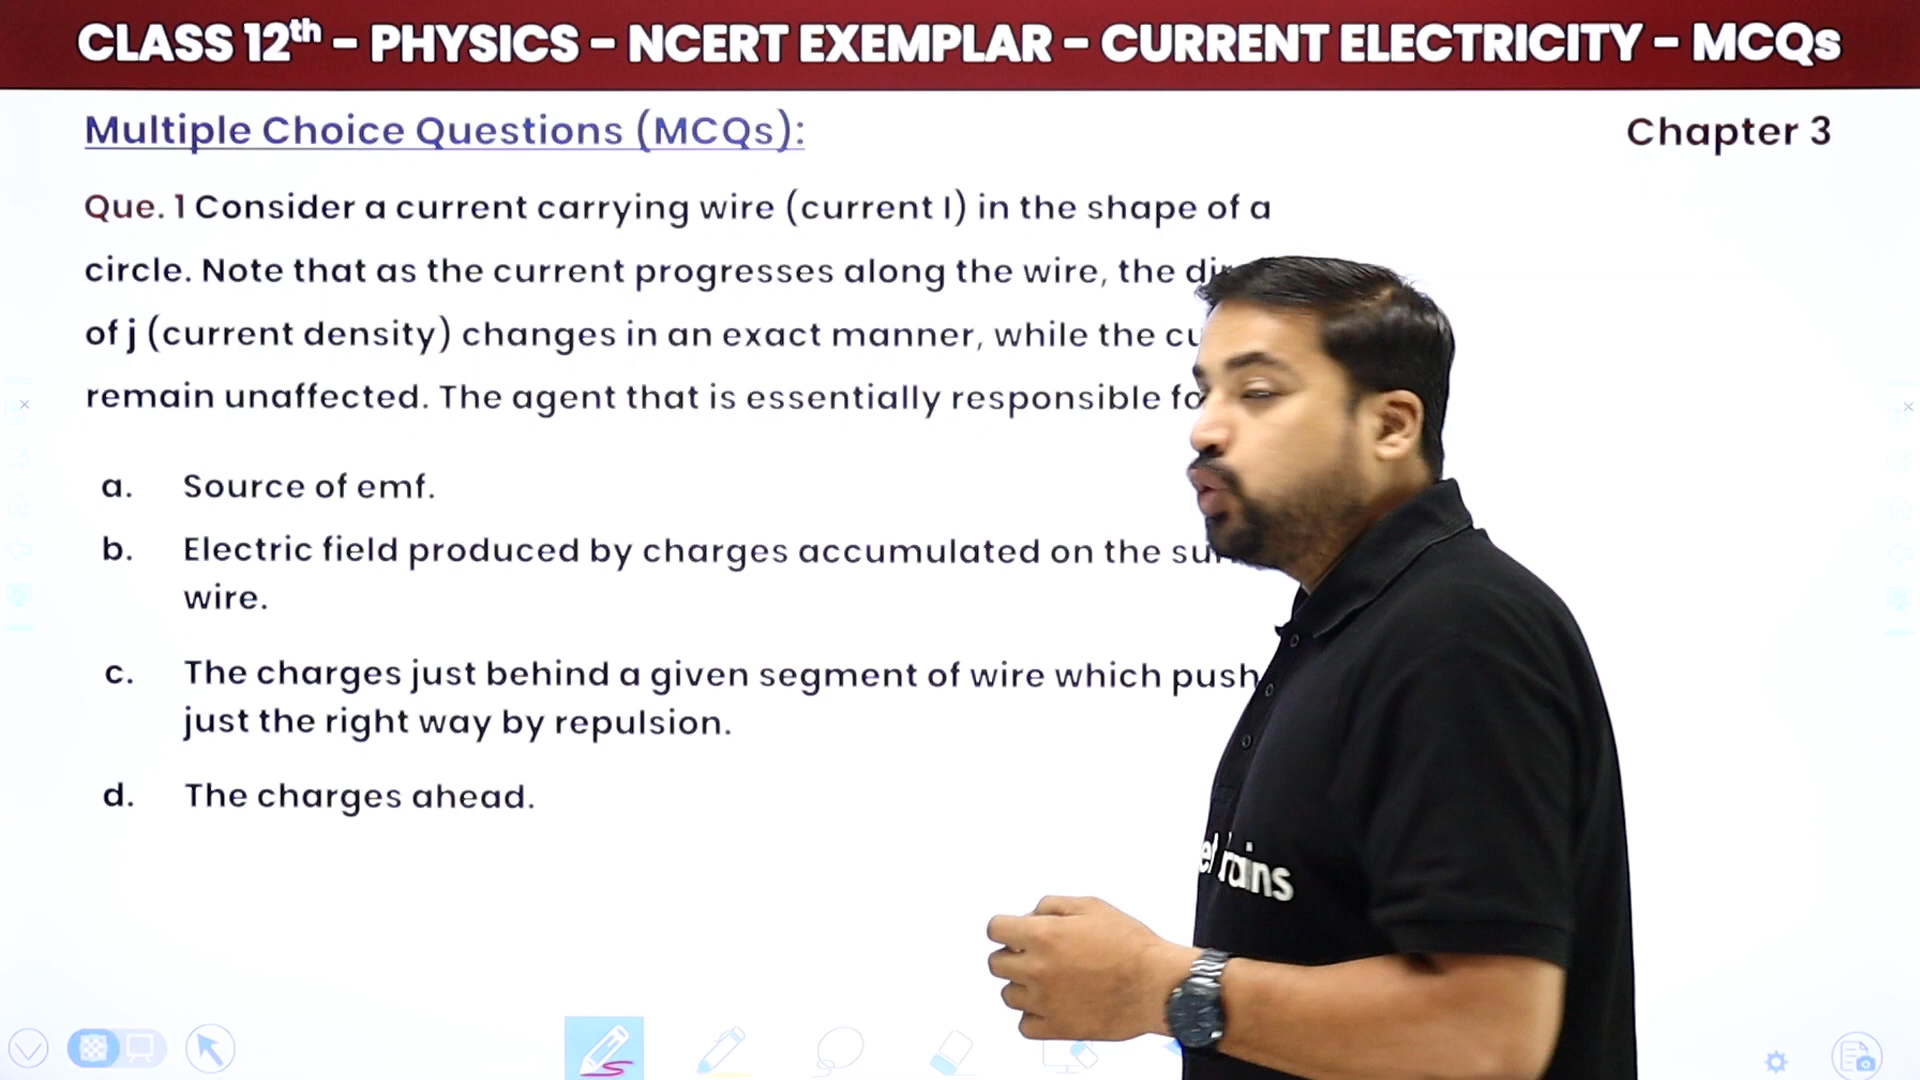 CLASS 12th – PHYSICS – NCERT EXEMPLAR – CURRENT ELECTRICITY – MCQs
Multiple Choice Questions (MCQs):
Chapter 3
Que. 1 Consider a current carrying wire (current I) in the shape of a
circle. Note that as the current progresses along the wire, the
of j (current density) changes in an exact manner, while the
remain unaffected. The agent that is essentially responsible
a. Source of emf.
b. Electric field produced by charges accumulated on the
wire.
c. The charges just behind a given segment of wire which push
just the right way by repulsion.
d. The charges ahead.